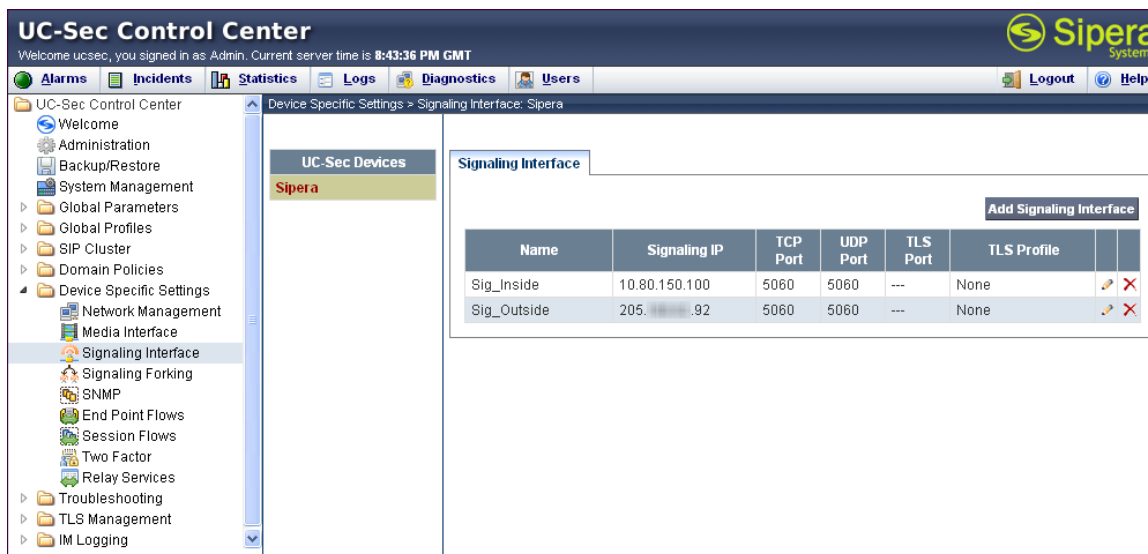 UC-Sec Control Center
Welcome ucsec, you signed in as Admin. Current server time is 8:43:36 PM GMT
Sipera
System
Alarms Incidents Statistics Logs Diagnostics Users Logout Help
UC-Sec Control Center
Welcome
Administration
Backup/Restore
System Management
Global Parameters
Global Profiles
SIP Cluster
Domain Policies
Device Specific Settings
Network Management
Media Interface
Signaling Interface
Signaling Forking
SNMP
End Point Flows
Session Flows
Two Factor
Relay Services
Troubleshooting
TLS Management
IM Logging
Device Specific Settings > Signaling Interface: Sipera
UC-Sec Devices
Sipera
Signaling Interface
Add Signaling Interface
Name Signaling IP TCP Port UDP Port TLS Port TLS Profile
Sig_Inside 10.80.150.100 5060 5060 --- None
Sig_Outside 205. .92 5060 5060 --- None